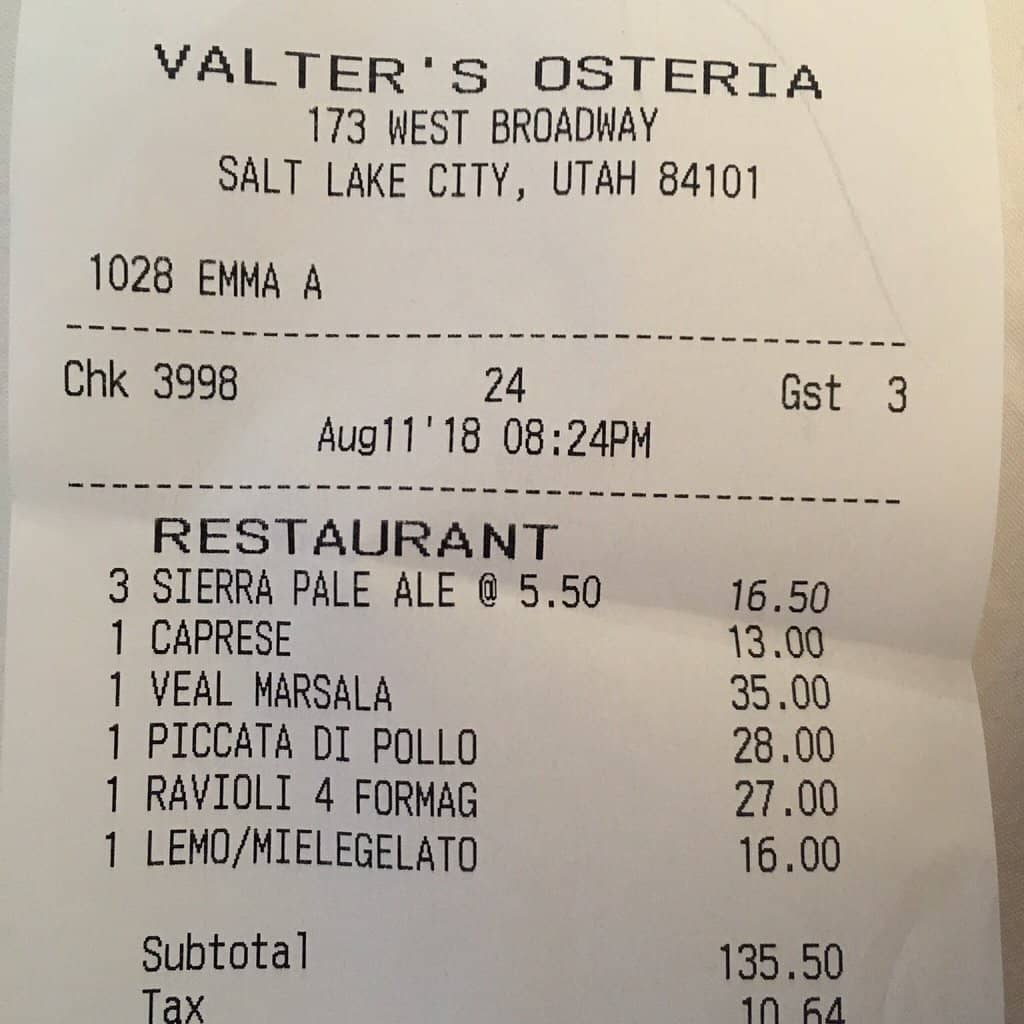 VALTER'S OSTERIA
173 WEST BROADWAY
SALT LAKE CITY, UTAH 84101
1028 EMMA A
Chk 3998 24 Gst 3
Aug11'18 08:24PM
RESTAURANT
3 SIERRA PALE ALE @ 5.50 16.50
1 CAPRESE 13.00
1 VEAL MARSALA 35.00
1 PICCATA DI POLLO 28.00
1 RAVIOLI 4 FORMAG 27.00
1 LEMO/MIELEGELATO 16.00
Subtotal 135.50
Tax 10.64